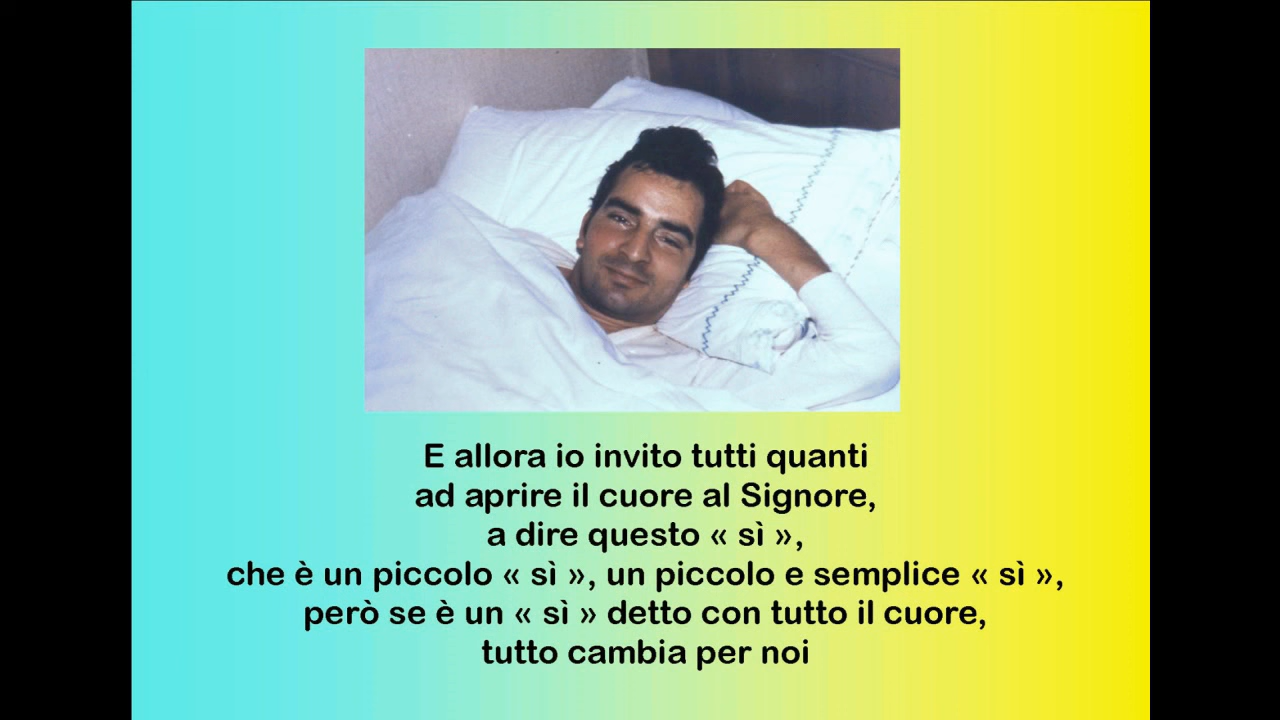 E allora io invito tutti quanti
ad aprire il cuore al Signore,
a dire questo « sì »,
che è un piccolo « sì », un piccolo e semplice « sì »,
però se è un « sì » detto con tutto il cuore,
tutto cambia per noi